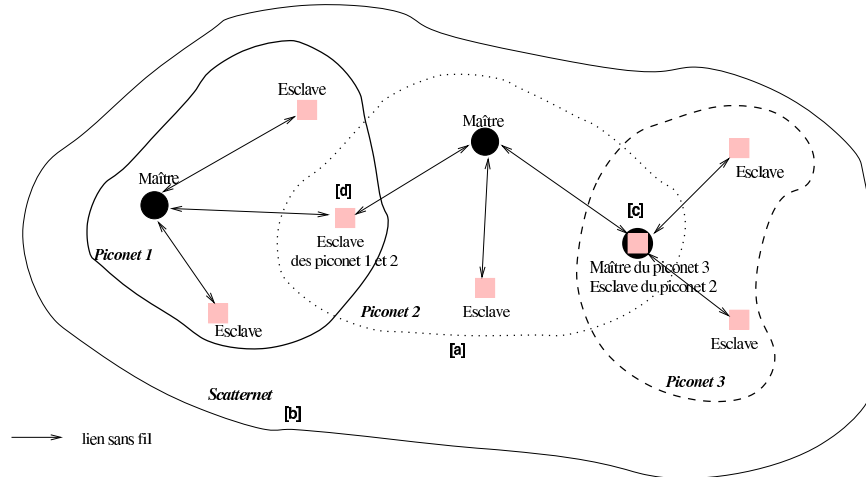 Esclave
Maître
Maître
Esclave
[d]
[c]
Esclave
des piconet 1 et 2
Piconet 1
Maître du piconet 3
Esclave du piconet 2
Piconet 2
Esclave
Esclave
Esclave
[a]
Piconet 3
Scatternet
[b]
lien sans fil